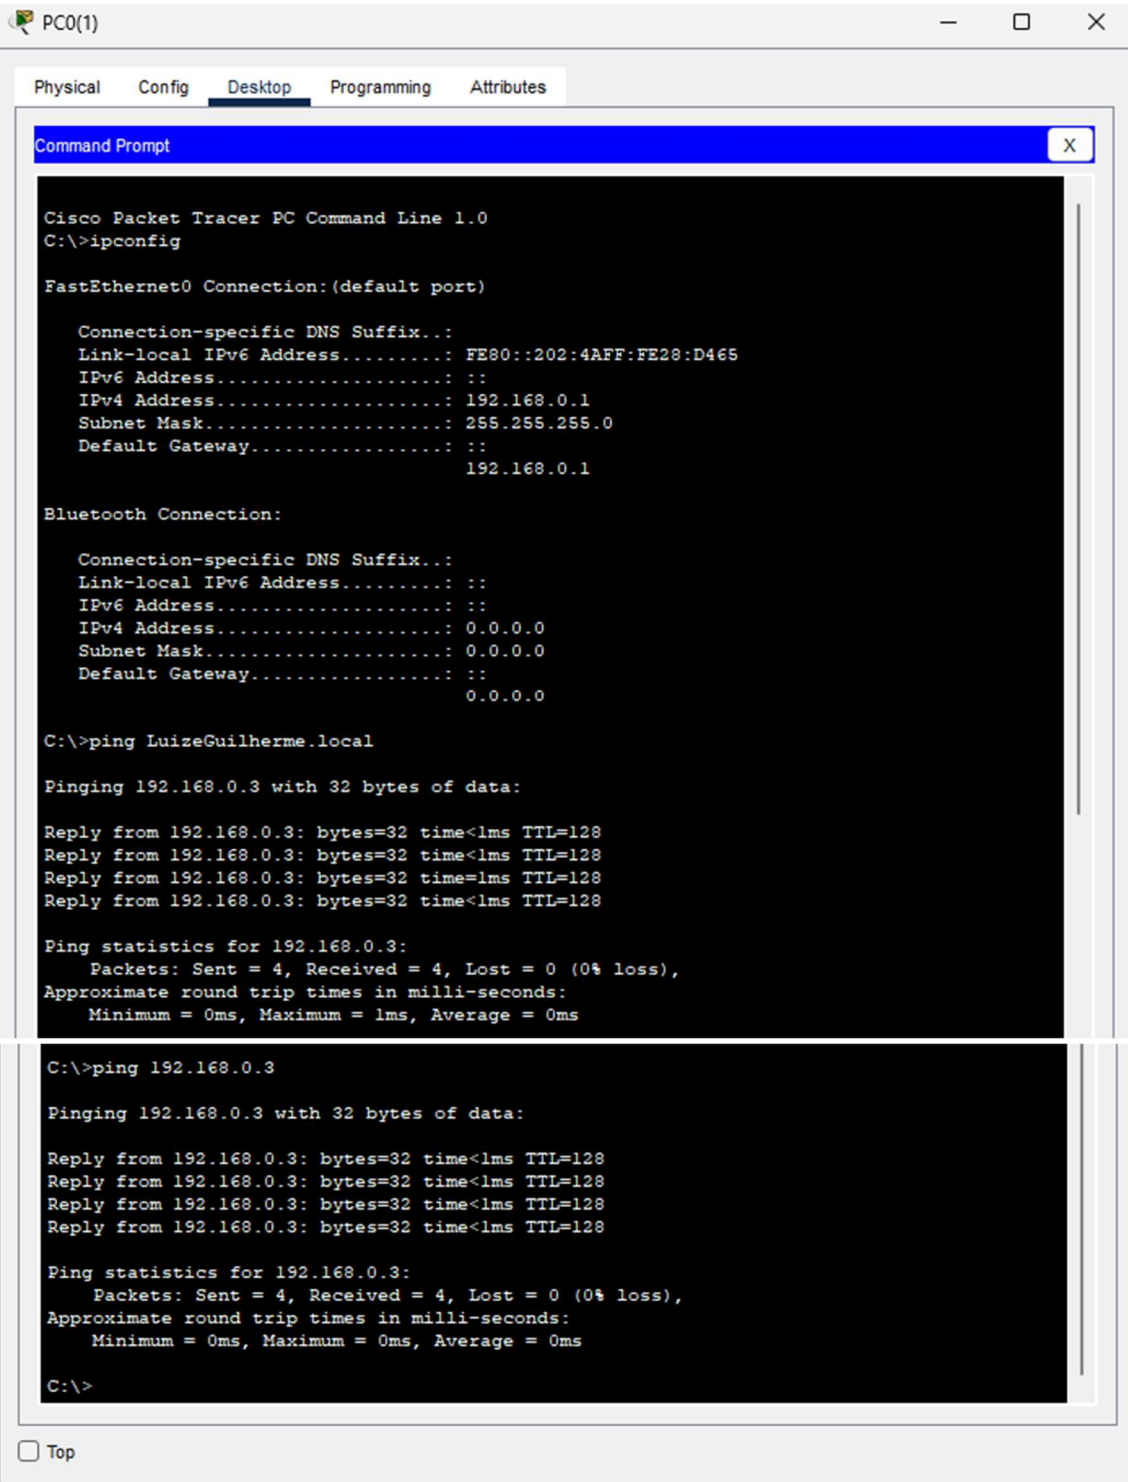 PC0(1)
Physical Config Desktop Programming Attributes
Command Prompt X
Cisco Packet Tracer PC Command Line 1.0
C:\>ipconfig
FastEthernet0 Connection:(default port)
Connection-specific DNS Suffix..:
Link-local IPv6 Address.........: FE80::202:4AFF:FE28:D465
IPv6 Address....................: ::
IPv4 Address....................: 192.168.0.1
Subnet Mask.....................: 255.255.255.0
Default Gateway.................: ::
192.168.0.1
Bluetooth Connection:
Connection-specific DNS Suffix..:
Link-local IPv6 Address.........: ::
IPv6 Address....................: ::
IPv4 Address....................: 0.0.0.0
Subnet Mask.....................: 0.0.0.0
Default Gateway.................: ::
0.0.0.0
C:\>ping LuizeGuilherme.local
Pinging 192.168.0.3 with 32 bytes of data:
Reply from 192.168.0.3: bytes=32 time<1ms TTL=128
Reply from 192.168.0.3: bytes=32 time<1ms TTL=128
Reply from 192.168.0.3: bytes=32 time=1ms TTL=128
Reply from 192.168.0.3: bytes=32 time<1ms TTL=128
Ping statistics for 192.168.0.3:
Packets: Sent = 4, Received = 4, Lost = 0 (0% loss),
Approximate round trip times in milli-seconds:
Minimum = 0ms, Maximum = 1ms, Average = 0ms
C:\>ping 192.168.0.3
Pinging 192.168.0.3 with 32 bytes of data:
Reply from 192.168.0.3: bytes=32 time<1ms TTL=128
Reply from 192.168.0.3: bytes=32 time<1ms TTL=128
Reply from 192.168.0.3: bytes=32 time<1ms TTL=128
Reply from 192.168.0.3: bytes=32 time<1ms TTL=128
Ping statistics for 192.168.0.3:
Packets: Sent = 4, Received = 4, Lost = 0 (0% loss),
Approximate round trip times in milli-seconds:
Minimum = 0ms, Maximum = 0ms, Average = 0ms
C:\>
Top